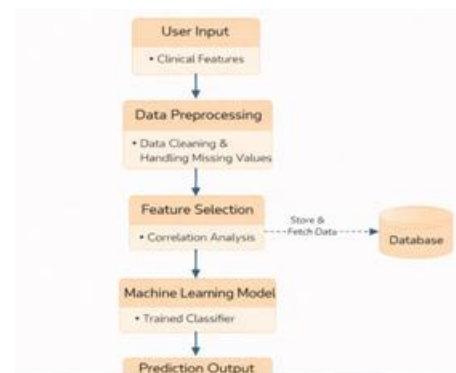 User Input
• Clinical Features
Data Preprocessing
• Data Cleaning &
Handling Missing Values
Feature Selection
• Correlation Analysis
Store &
Fetch Data
Database
Machine Learning Model
• Trained Classifier
Prediction Output